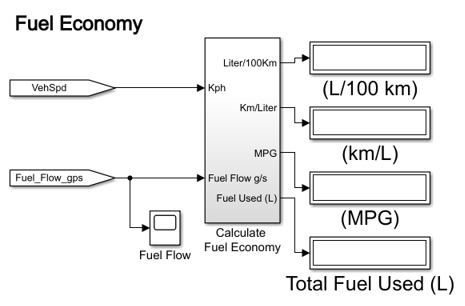 Fuel Economy
VehSpd
Fuel_Flow_gps
Kph
Fuel Flow g/s
Liter/100Km
Km/Liter
MPG
Fuel Used (L)
Calculate
Fuel Economy
Fuel Flow
(L/100 km)
(km/L)
(MPG)
Total Fuel Used (L)